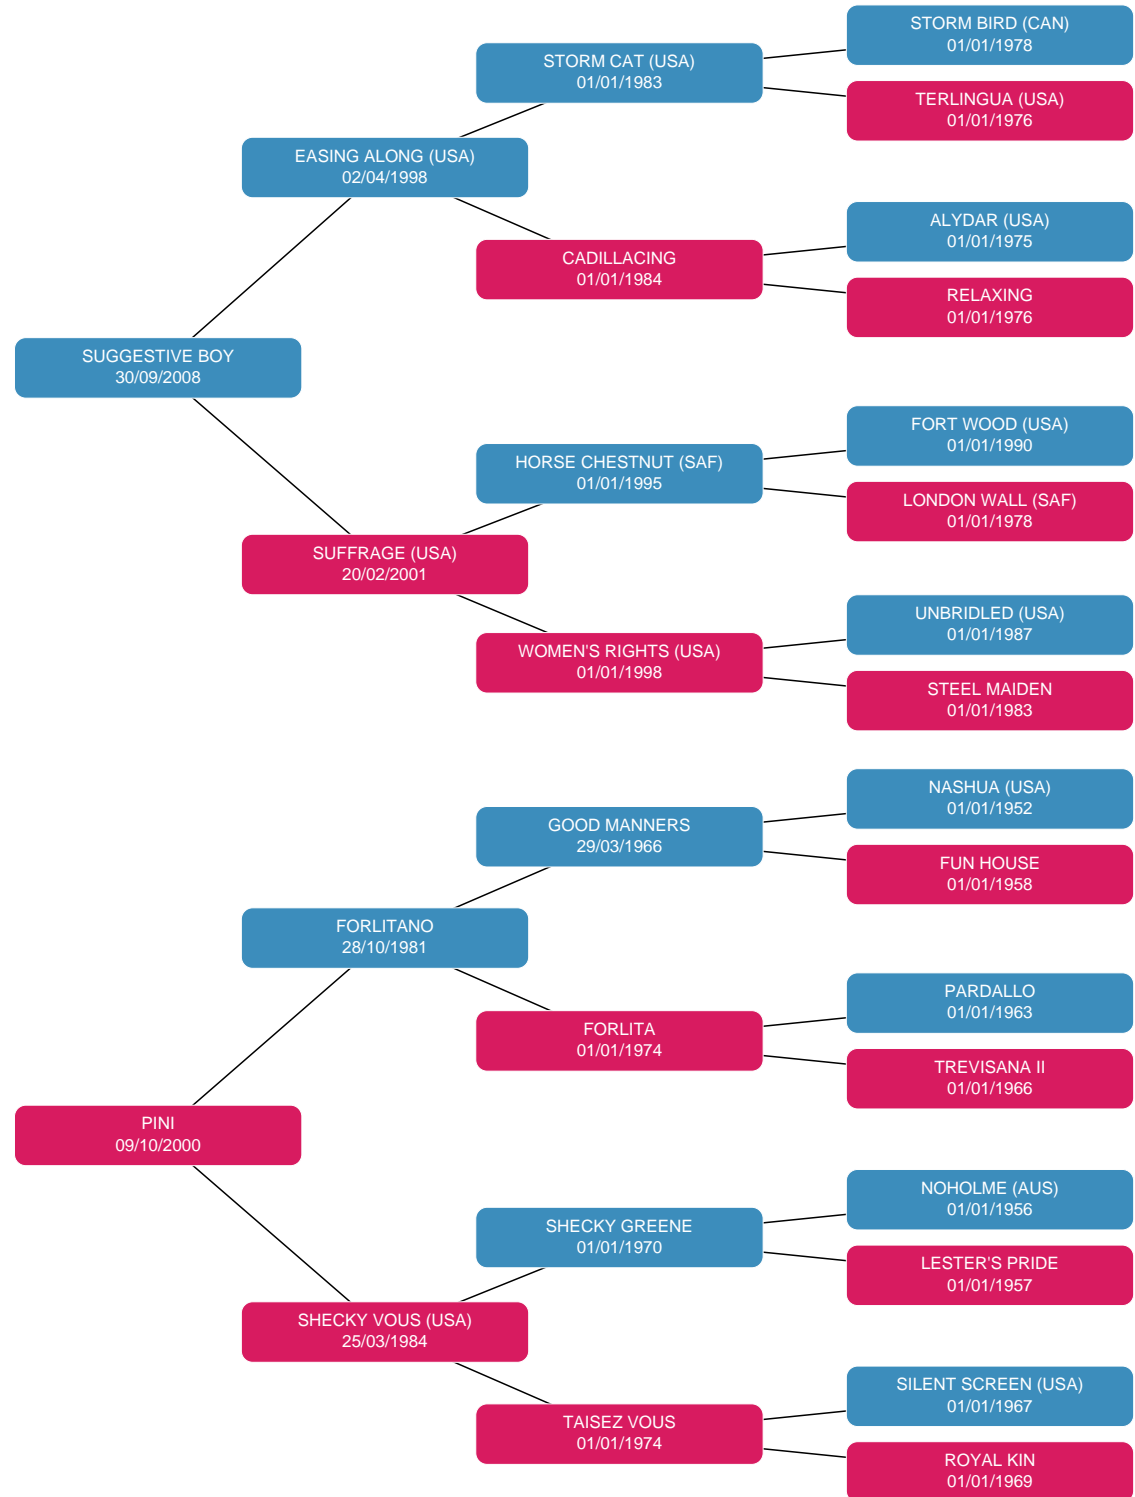 STORM BIRD (CAN)
01/01/1978
STORM CAT (USA)
01/01/1983
TERLINGUA (USA)
01/01/1976
EASING ALONG (USA)
02/04/1998
ALYDAR (USA)
01/01/1975
CADILLACING
01/01/1984
RELAXING
01/01/1976
SUGGESTIVE BOY
30/09/2008
FORT WOOD (USA)
01/01/1990
HORSE CHESTNUT (SAF)
01/01/1995
LONDON WALL (SAF)
01/01/1978
SUFFRAGE (USA)
20/02/2001
UNBRIDLED (USA)
01/01/1987
WOMEN'S RIGHTS (USA)
01/01/1998
STEEL MAIDEN
01/01/1983
NASHUA (USA)
01/01/1952
GOOD MANNERS
29/03/1966
FUN HOUSE
01/01/1958
FORLITANO
28/10/1981
PARDALLO
01/01/1963
FORLITA
01/01/1974
TREVISANA II
01/01/1966
PINI
09/10/2000
NOHOLME (AUS)
01/01/1956
SHECKY GREENE
01/01/1970
LESTER'S PRIDE
01/01/1957
SHECKY VOUS (USA)
25/03/1984
SILENT SCREEN (USA)
01/01/1967
TAISEZ VOUS
01/01/1974
ROYAL KIN
01/01/1969